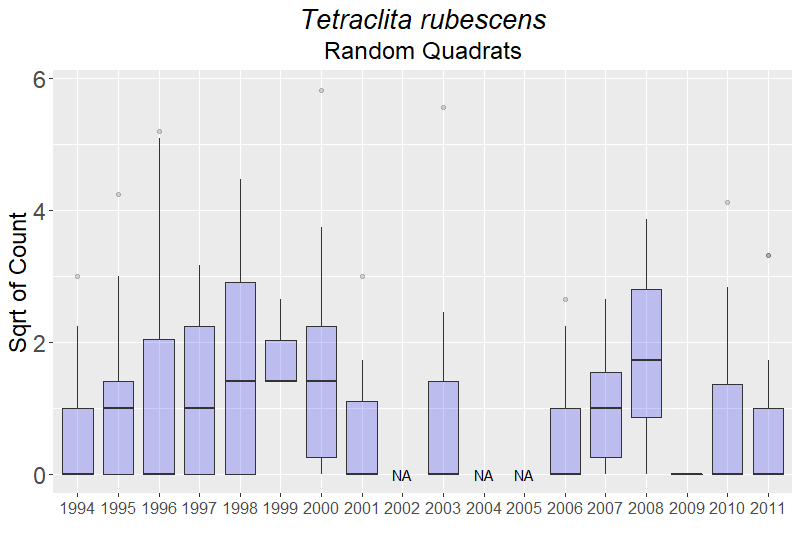 Tetraclita rubescens
Random Quadrats
Sqrt of Count
6
4
2
0
NA NA NA
1994 1995 1996 1997 1998 1999 2000 2001 2002 2003 2004 2005 2006 2007 2008 2009 2010 2011